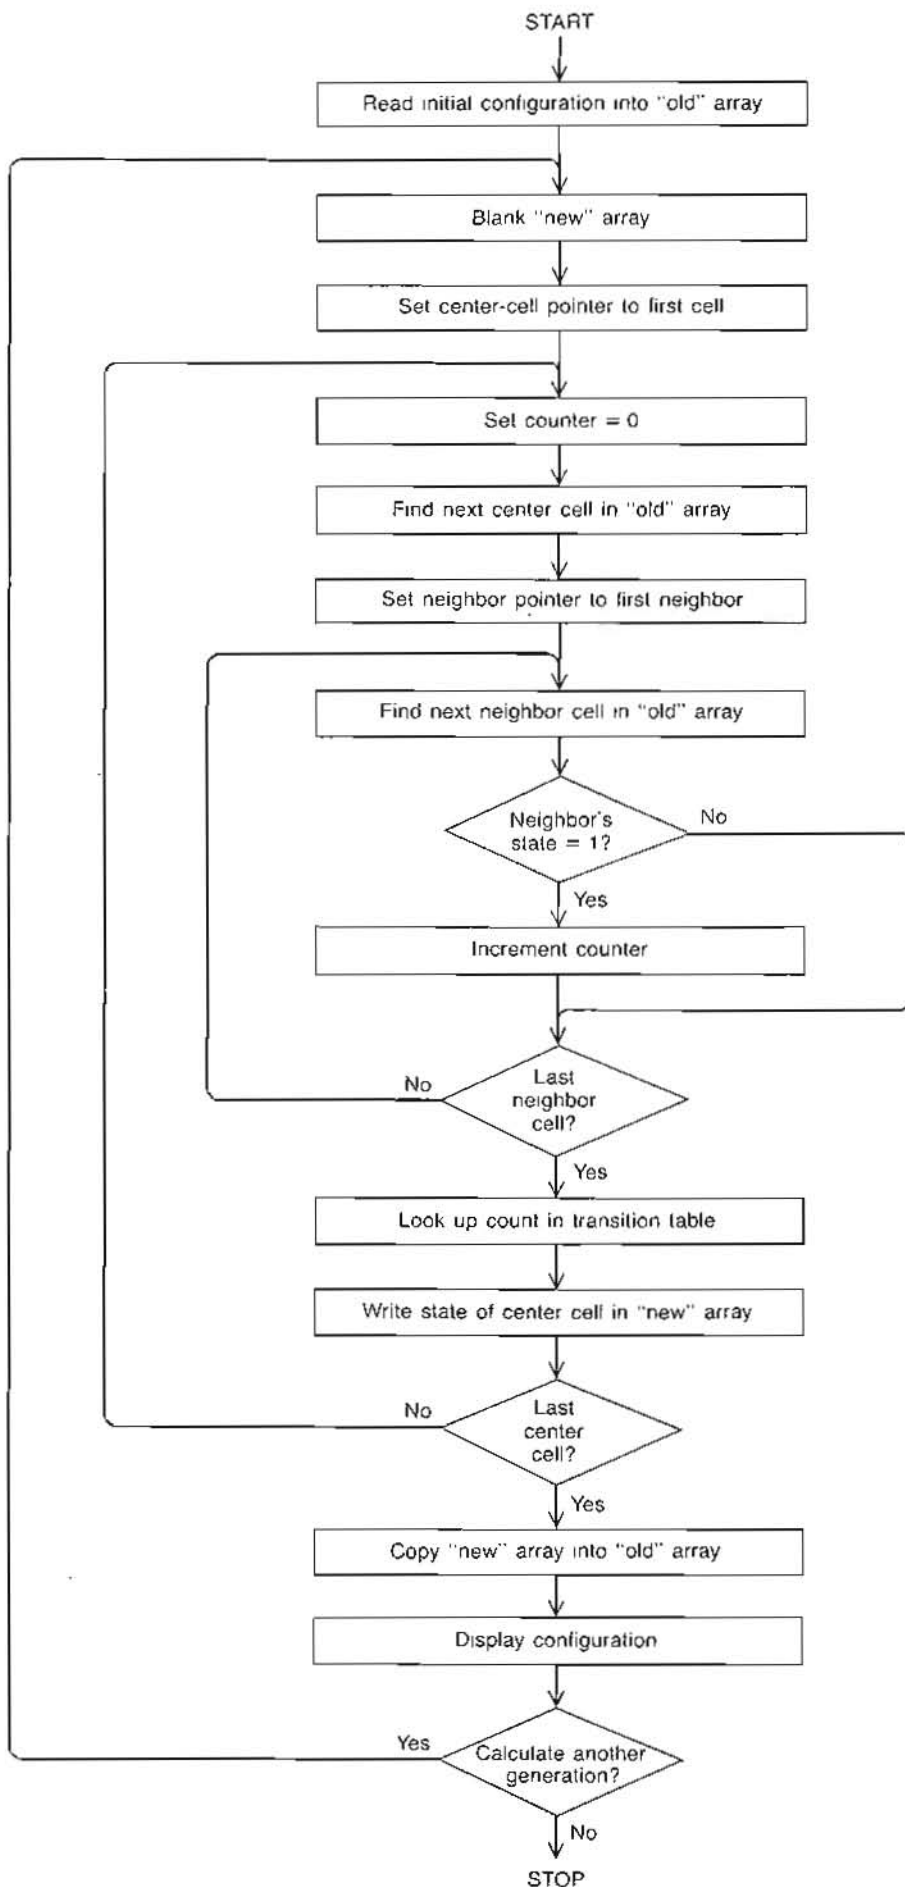 START
Read initial configuration into "old" array
Blank "new" array
Set center-cell pointer to first cell
Set counter = 0
Find next center cell in "old" array
Set neighbor pointer to first neighbor
Find next neighbor cell in "old" array
Neighbor's
state = 1?
No
Yes
Increment counter
No
Last
neighbor
cell?
Yes
Look up count in transition table
Write state of center cell in "new" array
No
Last
center
cell?
Yes
Copy "new" array into "old" array
Display configuration
Yes
Calculate another
generation?
No
STOP